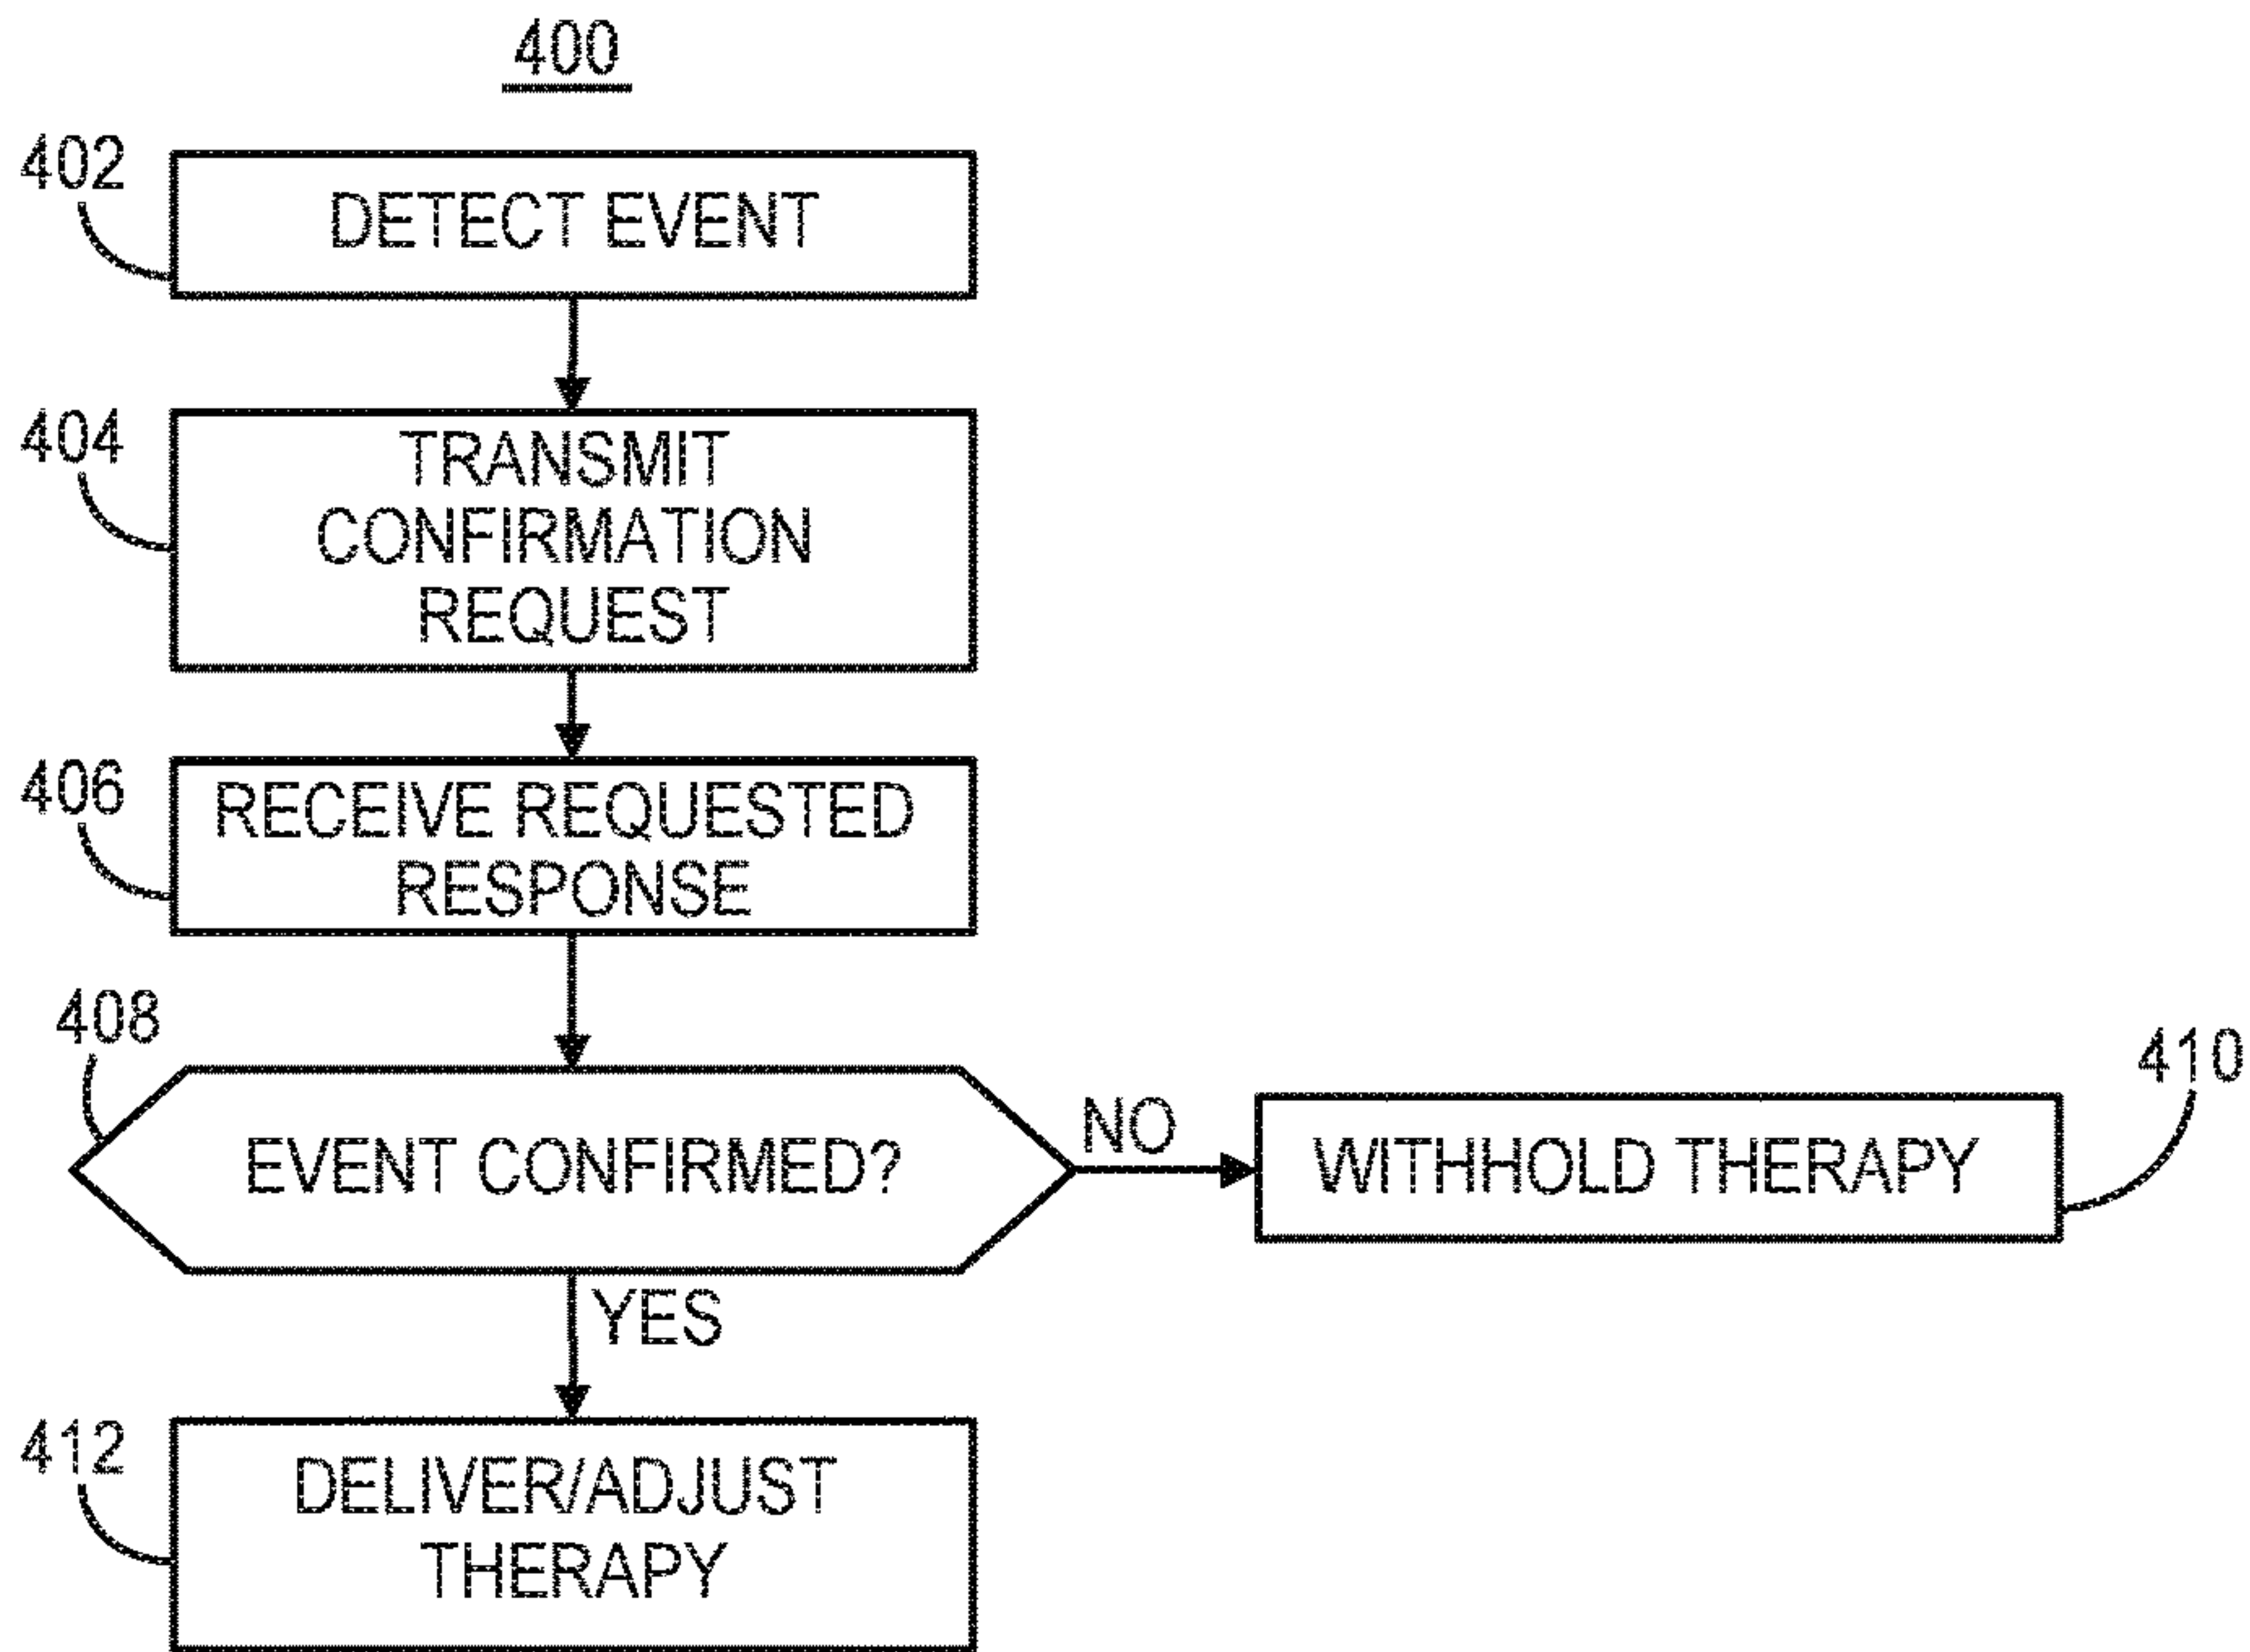 400
402
DETECT EVENT
404
TRANSMIT
CONFIRMATION
REQUEST
406
RECEIVE REQUESTED
RESPONSE
408
EVENT CONFIRMED?
NO
410
WITHHOLD THERAPY
YES
412
DELIVER/ADJUST
THERAPY